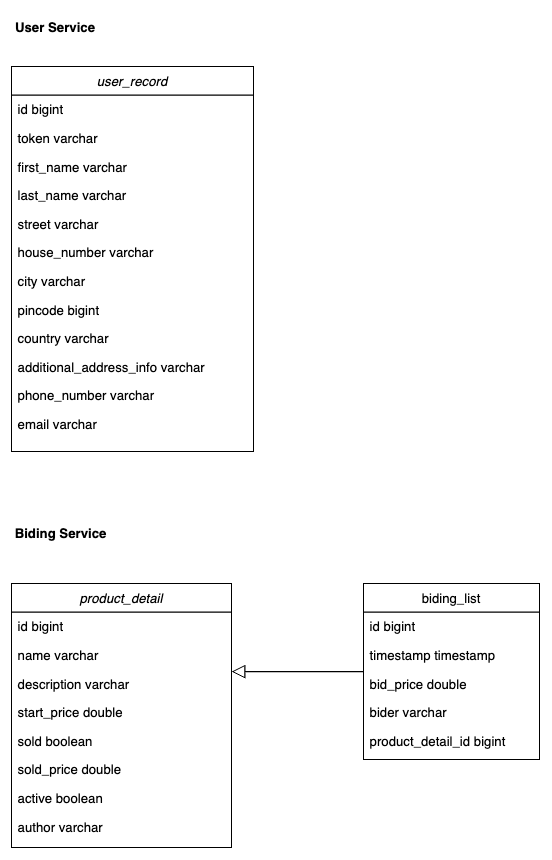 User Service
user_record
id bigint
token varchar
first_name varchar
last_name varchar
street varchar
house_number varchar
city varchar
pincode bigint
country varchar
additional_address_info varchar
phone_number varchar
email varchar
Biding Service
product_detail
id bigint
name varchar
description varchar
start_price double
sold boolean
sold_price double
active boolean
author varchar
biding_list
id bigint
timestamp timestamp
bid_price double
bider varchar
product_detail_id bigint